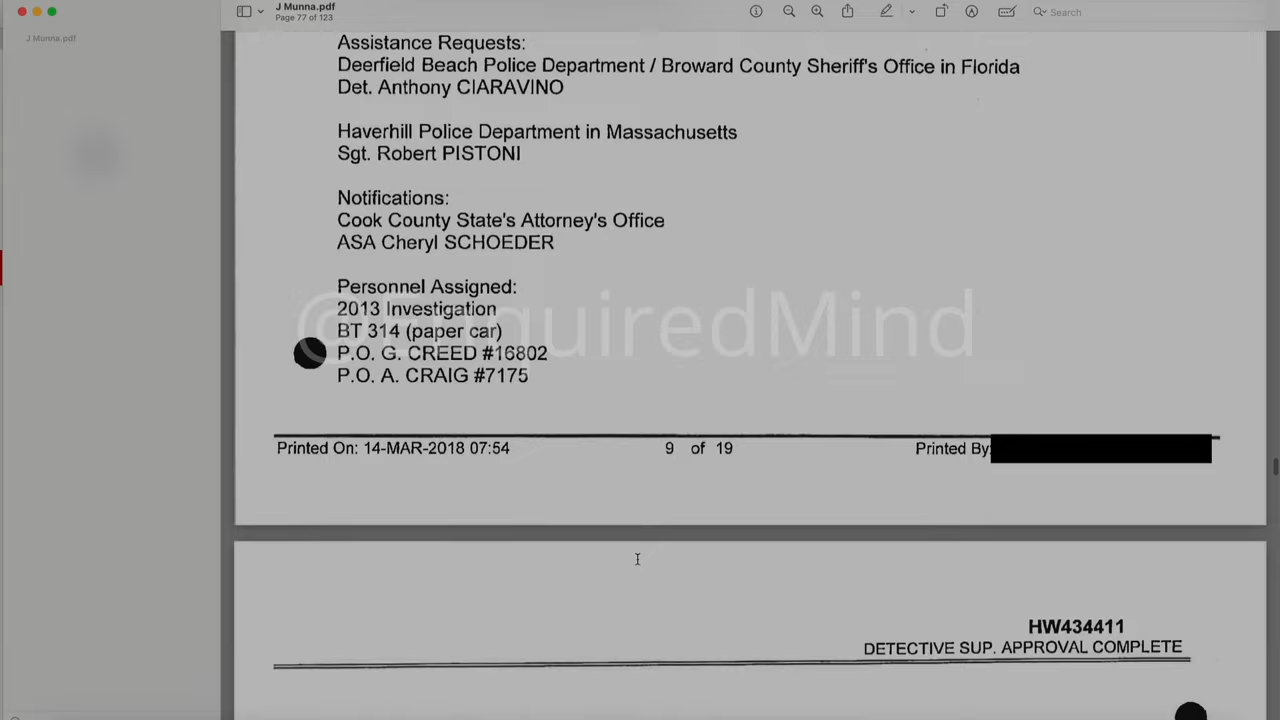 J Munna.pdf
Page 77 of 123
Search
J Munna.pdf
Assistance Requests:
Deerfield Beach Police Department / Broward County Sheriff's Office in Florida
Det. Anthony CIARAVINO
Haverhill Police Department in Massachusetts
Sgt. Robert PISTONI
Notifications:
Cook County State's Attorney's Office
ASA Cheryl SCHOEDER
Personnel Assigned:
2013 Investigation
BT 314 (paper car)
P.O. G. CREED #16802
P.O. A. CRAIG #7175
@EnquiredMind
Printed On: 14-MAR-2018 07:54 9 of 19 Printed By:
HW434411
DETECTIVE SUP. APPROVAL COMPLETE